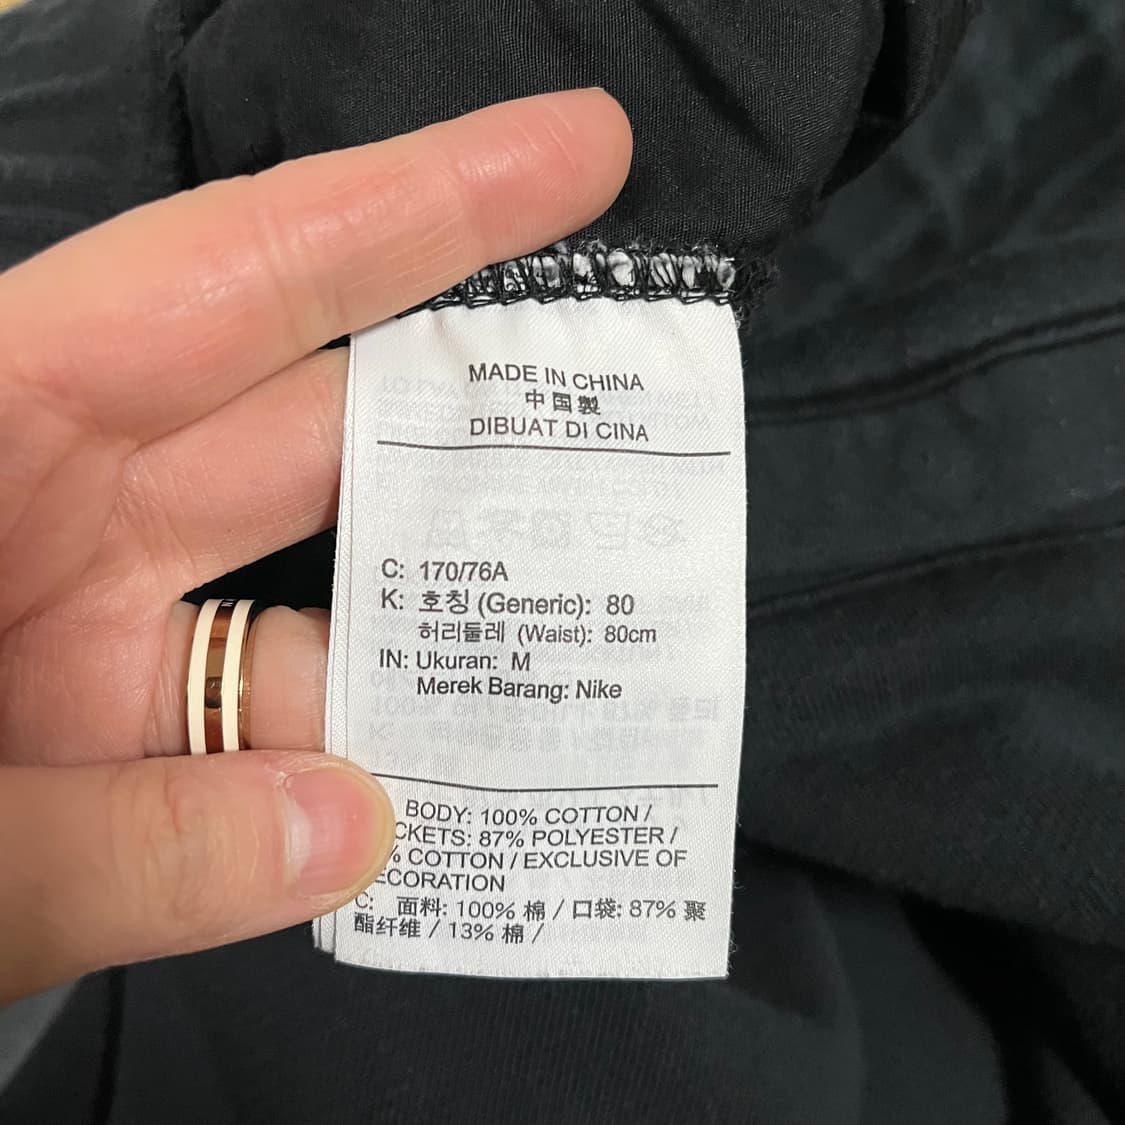 MADE IN CHINA
中国製
DIBUAT DI CINA
C: 170/76A
K: 호칭 (Generic): 80
허리둘레 (Waist): 80cm
IN: Ukuran: M
Merek Barang: Nike
BODY: 100% COTTON /
CKETS: 87% POLYESTER /
% COTTON / EXCLUSIVE OF
ECORATION
C: 面料: 100% 棉 / 口袋: 87% 聚
酯纤维 / 13% 棉 /